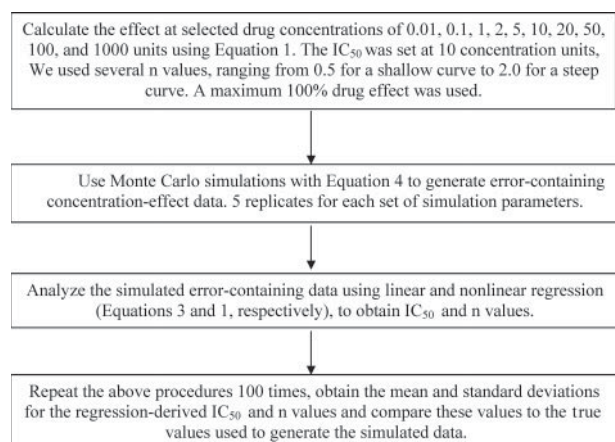 Calculate the effect at selected drug concentrations of 0.01, 0.1, 1, 2, 5, 10, 20, 50,
100, and 1000 units using Equation 1. The IC50 was set at 10 concentration units,
We used several n values, ranging from 0.5 for a shallow curve to 2.0 for a steep
curve. A maximum 100% drug effect was used.
Use Monte Carlo simulations with Equation 4 to generate error-containing
concentration-effect data. 5 replicates for each set of simulation parameters.
Analyze the simulated error-containing data using linear and nonlinear regression
(Equations 3 and 1, respectively), to obtain IC50 and n values.
Repeat the above procedures 100 times, obtain the mean and standard deviations
for the regression-derived IC50 and n values and compare these values to the true
values used to generate the simulated data.